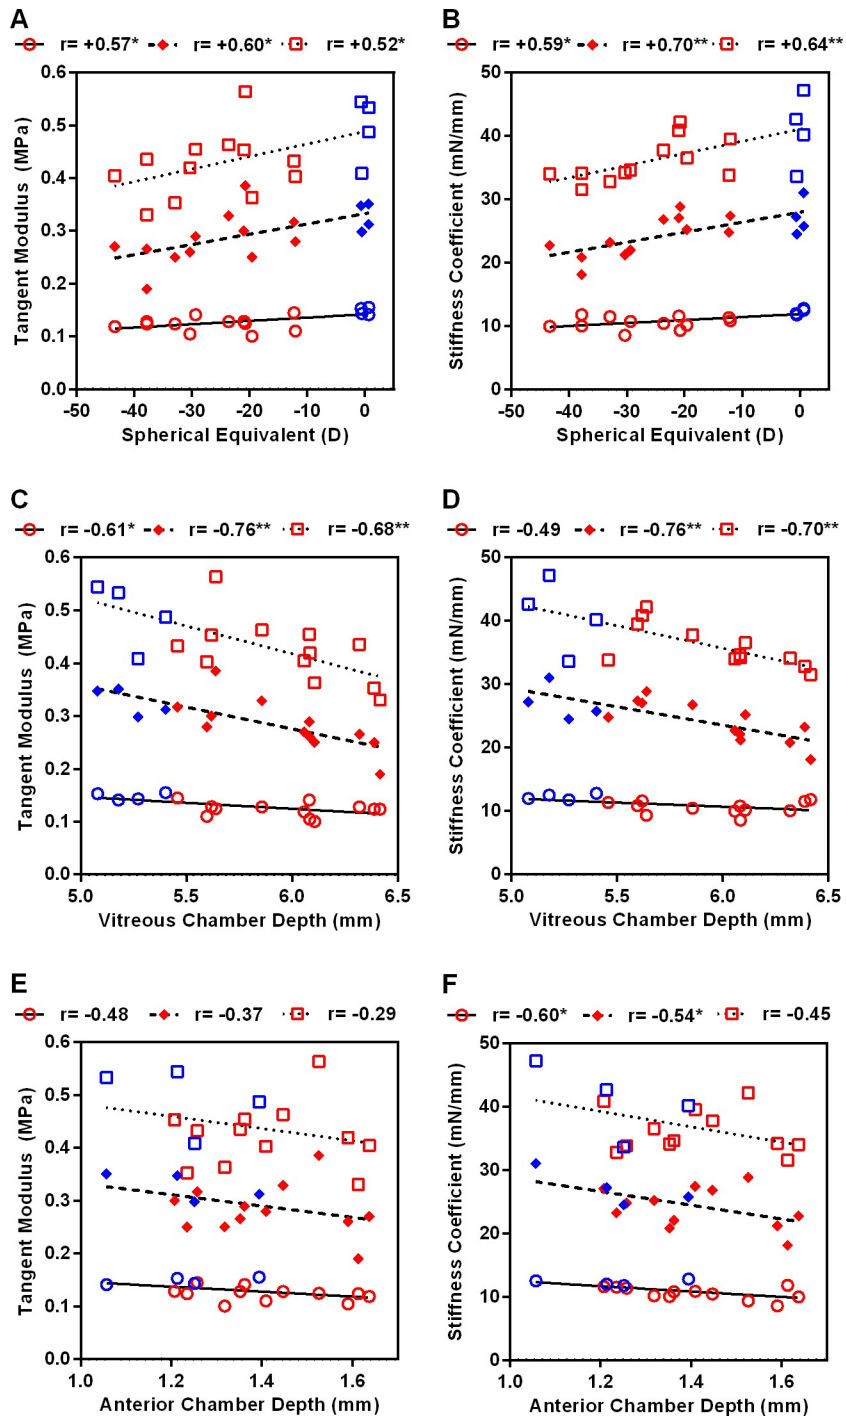 A B
r= +0.57* r= +0.60* r= +0.52* r= +0.59* r= +0.70** r= +0.64**
0.6 0.5 0.4 0.3 0.2 0.1 0.0
Tangent Modulus (MPa)
-50 -40 -30 -20 -10 0
Spherical Equivalent (D)
50 40 30 20 10 0
Stiffness Coefficient (mN/mm)
-50 -40 -30 -20 -10 0
Spherical Equivalent (D)
C D
r= -0.61* r= -0.76** r= -0.68** r= -0.49 r= -0.76** r= -0.70**
0.6 0.5 0.4 0.3 0.2 0.1 0.0
Tangent Modulus (MPa)
5.0 5.5 6.0 6.5
Vitreous Chamber Depth (mm)
50 40 30 20 10 0
Stiffness Coefficient (mN/mm)
5.0 5.5 6.0 6.5
Vitreous Chamber Depth (mm)
E F
r= -0.48 r= -0.37 r= -0.29 r= -0.60* r= -0.54* r= -0.45
0.6 0.5 0.4 0.3 0.2 0.1 0.0
Tangent Modulus (MPa)
1.0 1.2 1.4 1.6
Anterior Chamber Depth (mm)
50 40 30 20 10 0
Stiffness Coefficient (mN/mm)
1.0 1.2 1.4 1.6
Anterior Chamber Depth (mm)